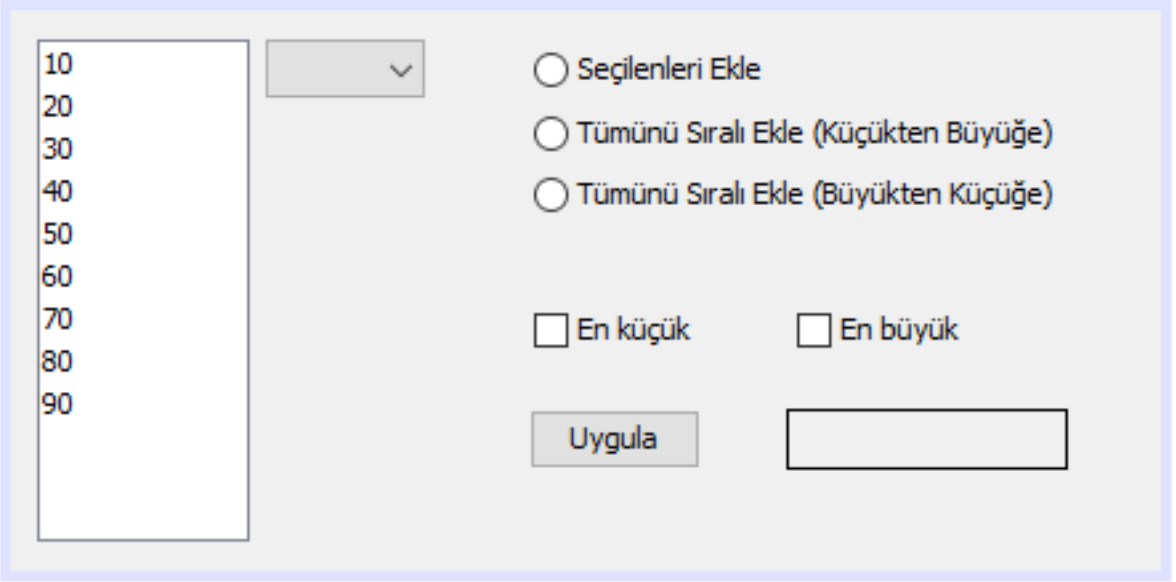 10
20
30
40
50
60
70
80
90
Seçilenleri Ekle
Tümünü Sıralı Ekle (Küçükten Büyüğe)
Tümünü Sıralı Ekle (Büyükten Küçüğe)
En küçük
En büyük
Uygula